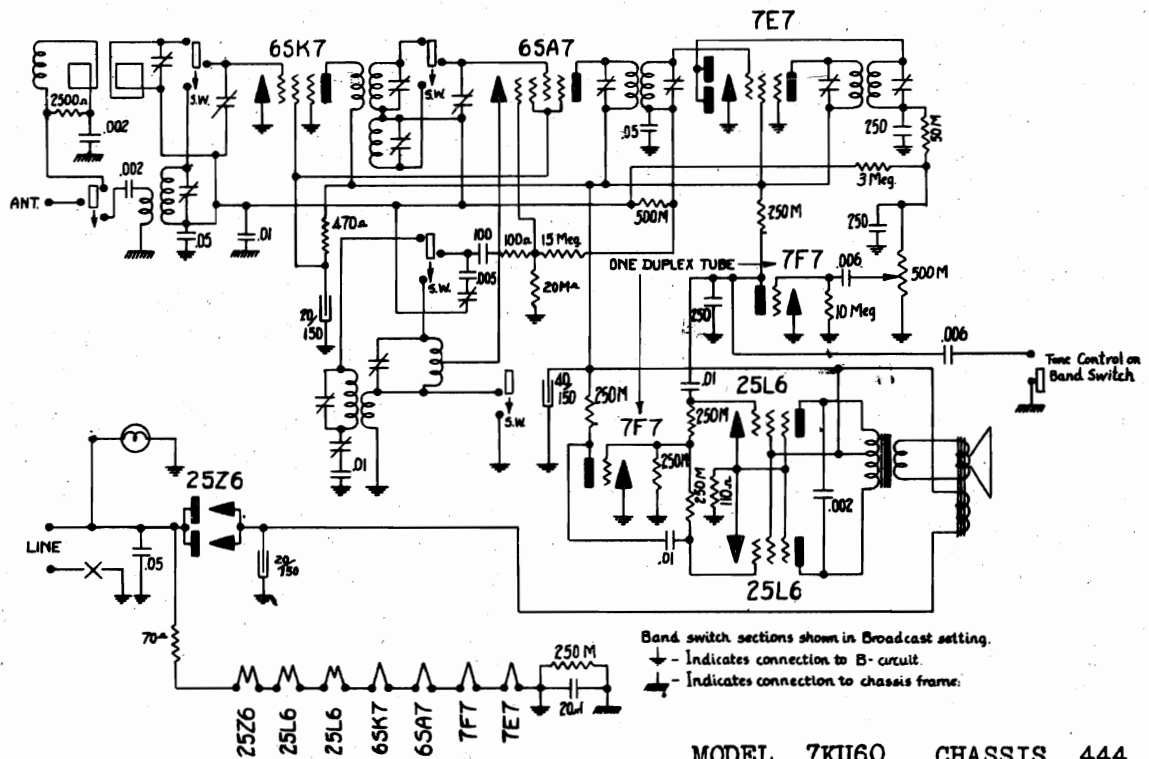 7E7
6SK7
6SA7
2500Ω
.002
S.W.
S.W.
.05
250
50M
.002
3 Meg.
ANT.
.05
.01
470Ω
500M
250M
250
100
100Ω
15 Meg
S.W.
.005
20MΩ
ONE DUPLEX TUBE
7F7
.006
500M
10 Meg
250
20/150
.006
Tone Control on
Band Switch
40/150
.01
25L6
250M
250M
7F7
S.W.
250M
250M
110Ω
.002
.01
25Z6
.01
LINE
.05
20/150
25L6
70Ω
Band switch sections shown in Broadcast setting.
- Indicates connection to B- circuit.
- Indicates connection to chassis frame.
250M
25Z6
25L6
25L6
6SK7
6SA7
7F7
7E7
MODEL 7KU60 CHASSIS 444